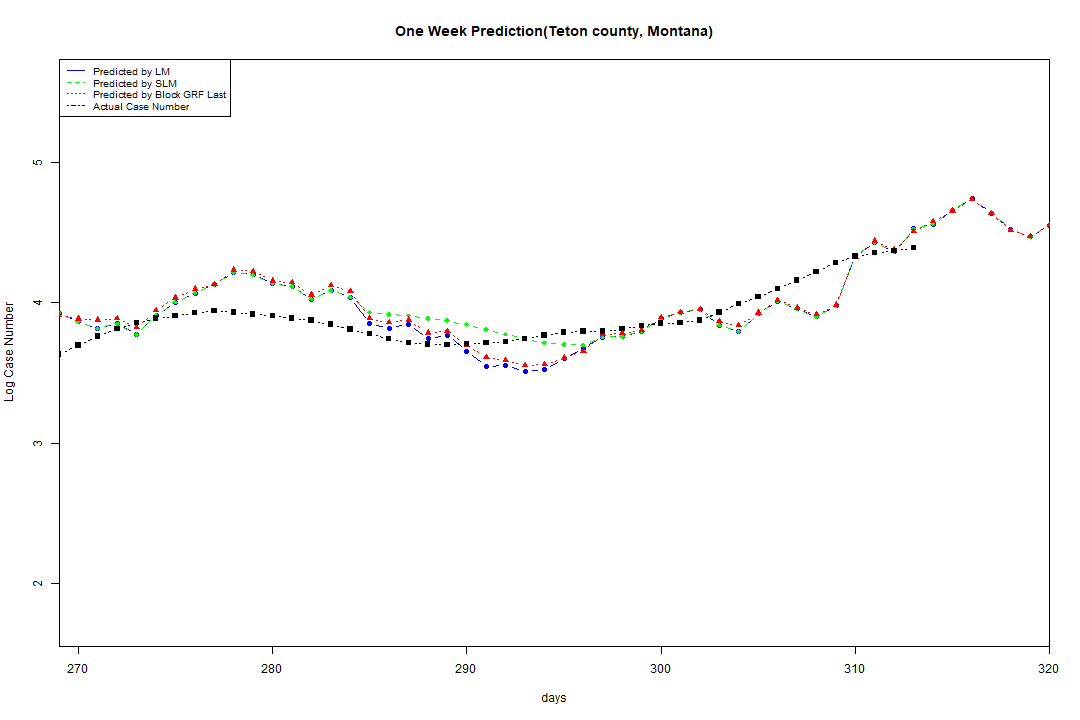 One Week Prediction(Teton county, Montana)
Predicted by LM
Predicted by SLM
Predicted by Block GRF Last
Actual Case Number
Log Case Number
5
4
3
2
270 280 290 300 310 320
days